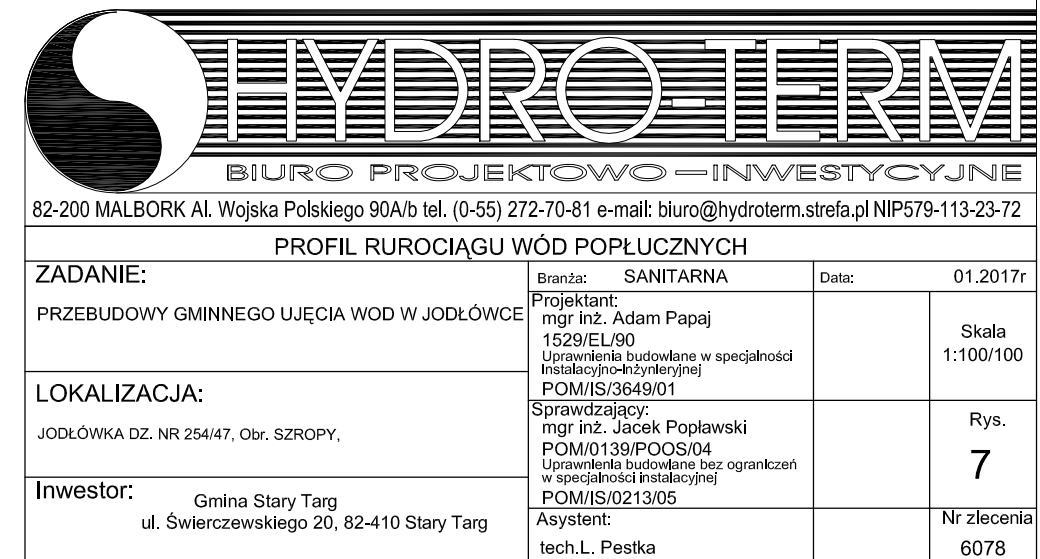 HYDRO-TERM
BIURO PROJEKTOWO-INWESTYCYJNE
82-200 MALBORK Al. Wojska Polskiego 90A/b tel. (0-55) 272-70-81 e-mail: biuro@hydroterm.strefa.pl NIP579-113-23-72
PROFIL RUROCIĄGU WÓD POPŁUCZNYCH
ZADANIE:
PRZEBUDOWY GMINNEGO UJĘCIA WOD W JODŁÓWCE
LOKALIZACJA:
JODŁÓWKA DZ. NR 254/47, Obr. SZROPY,
Inwestor:
Gmina Stary Targ
ul. Świerczewskiego 20, 82-410 Stary Targ
Branża: SANITARNA
Data: 01.2017r
Projektant:
mgr inż. Adam Papaj
1529/EL/90
Uprawnienia budowlane w specjalności
Instalacyjno-Inżynieryjnej
POM/IS/3649/01
Skala
1:100/100
Sprawdzający:
mgr inż. Jacek Popławski
POM/0139/POOS/04
Uprawnienia budowlane bez ograniczeń
w specjalności instalacyjnej
POM/IS/0213/05
Rys.
7
Asystent:
tech.L. Pestka
Nr zlecenia
6078